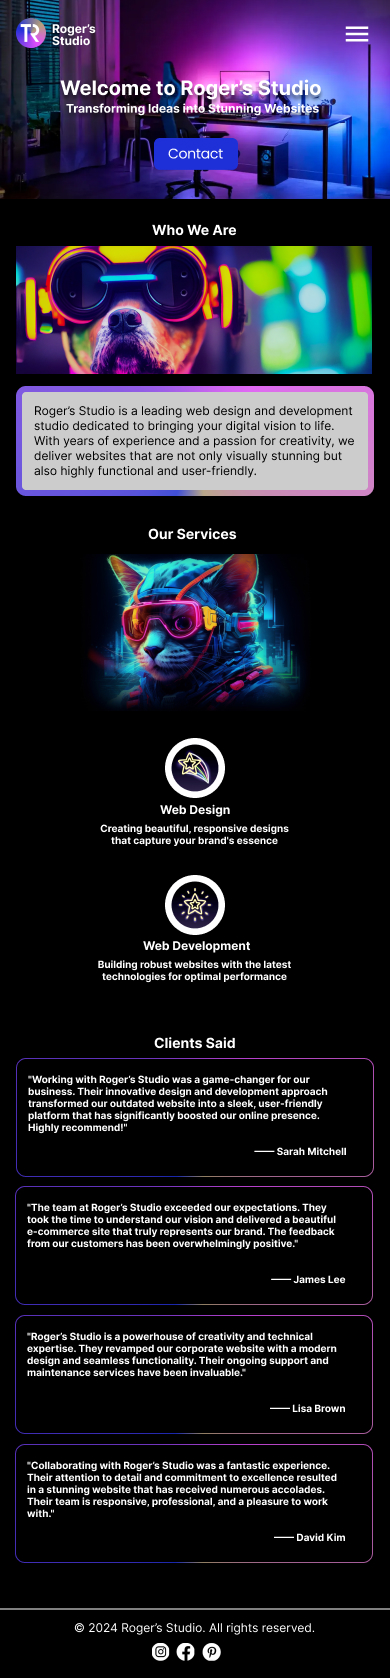 TR
Roger's
Studio
Welcome to Roger's Studio
Transforming Ideas into Stunning Websites
Contact
Who We Are
Roger's Studio is a leading web design and development
studio dedicated to bringing your digital vision to life.
With years of experience and a passion for creativity, we
deliver websites that are not only visually stunning but
also highly functional and user-friendly.
Our Services
Web Design
Creating beautiful, responsive designs
that capture your brand's essence
Web Development
Building robust websites with the latest
technologies for optimal performance
Clients Said
"Working with Roger's Studio was a game-changer for our
business. Their innovative design and development approach
transformed our outdated website into a sleek, user-friendly
platform that has significantly boosted our online presence.
Highly recommend!"
—— Sarah Mitchell
"The team at Roger's Studio exceeded our expectations. They
took the time to understand our vision and delivered a beautiful
e-commerce site that truly represents our brand. The feedback
from our customers has been overwhelmingly positive."
—— James Lee
"Roger's Studio is a powerhouse of creativity and technical
expertise. They revamped our corporate website with a modern
design and seamless functionality. Their ongoing support and
maintenance services have been invaluable."
—— Lisa Brown
"Collaborating with Roger's Studio was a fantastic experience.
Their attention to detail and commitment to excellence resulted
in a stunning website that has received numerous accolades.
Their team is responsive, professional, and a pleasure to work
with."
—— David Kim
© 2024 Roger's Studio. All rights reserved.